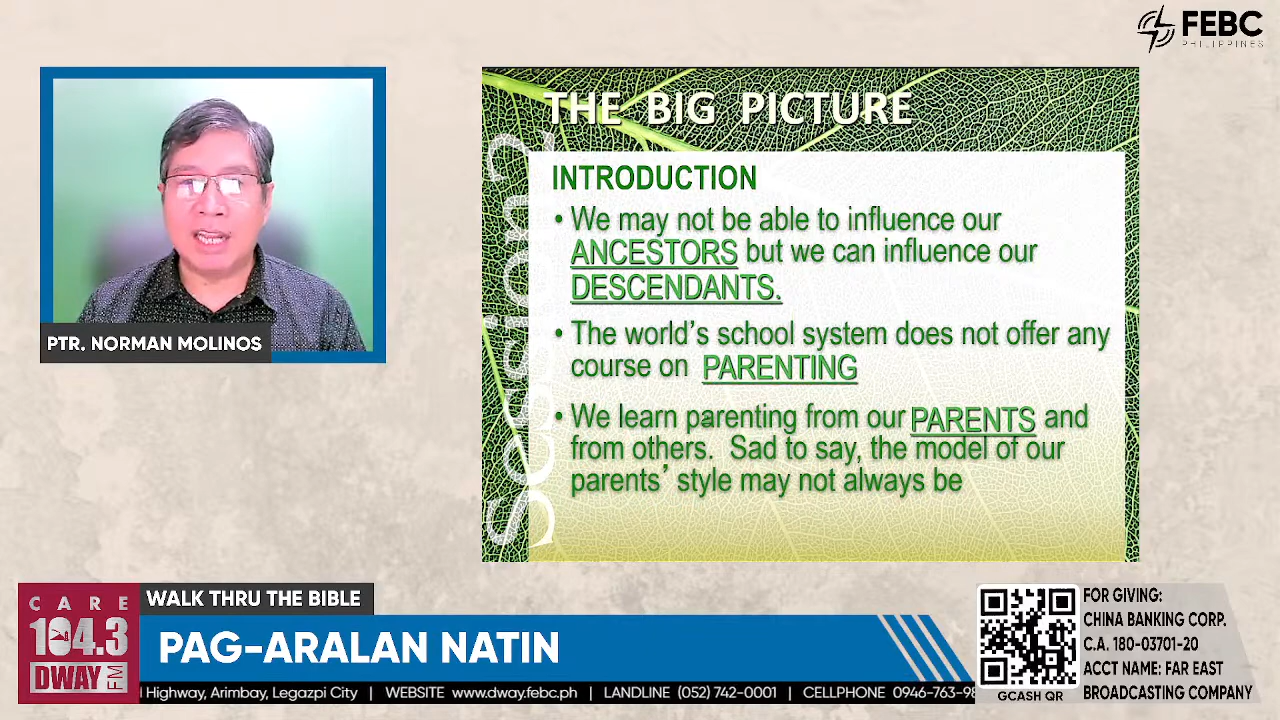 FEBC
PHILIPPINES
THE BIG PICTURE
Session 2
INTRODUCTION
• We may not be able to influence our
ANCESTORS but we can influence our
DESCENDANTS.
• The world's school system does not offer any
course on PARENTING
• We learn parenting from our PARENTS and
from others. Sad to say, the model of our
parents' style may not always be
PTR. NORMAN MOLINOS
CARE
104.3
DWAY FM
WALK THRU THE BIBLE
PAG-ARALAN NATIN
Highway, Arimbay, Legazpi City | WEBSITE www.dway.febc.ph | LANDLINE (052) 742-0001 | CELLPHONE 0946-763-9
GCASH QR
FOR GIVING:
CHINA BANKING CORP.
C.A. 180-03701-20
ACCT NAME: FAR EAST
BROADCASTING COMPANY